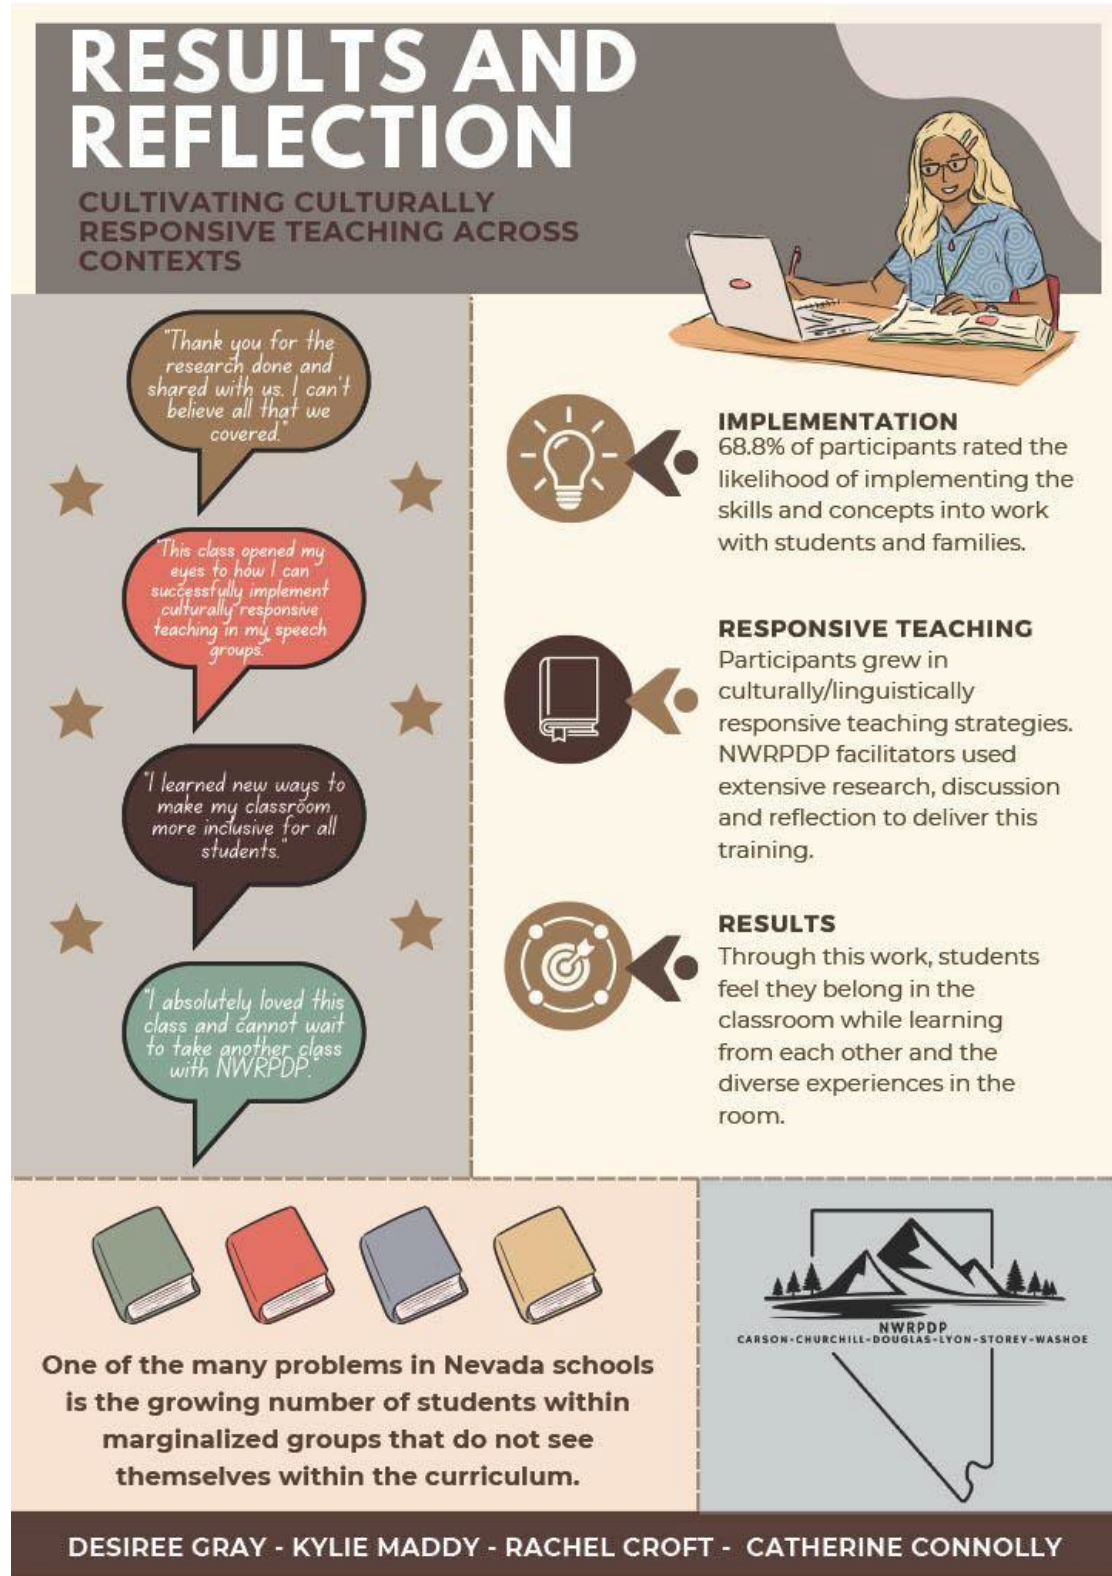 RESULTS AND
REFLECTION
CULTIVATING CULTURALLY
RESPONSIVE TEACHING ACROSS
CONTEXTS
"Thank you for the
research done and
shared with us. I can't
believe all that we
covered."
"This class opened my
eyes to how I can
successfully implement
culturally responsive
teaching in my speech
groups."
"I learned new ways to
make my classroom
more inclusive for all
students."
"I absolutely loved this
class and cannot wait
to take another class
with NWRPDP."
IMPLEMENTATION
68.8% of participants rated the
likelihood of implementing the
skills and concepts into work
with students and families.
RESPONSIVE TEACHING
Participants grew in
culturally/linguistically
responsive teaching strategies.
NWRPDP facilitators used
extensive research, discussion
and reflection to deliver this
training.
RESULTS
Through this work, students
feel they belong in the
classroom while learning
from each other and the
diverse experiences in the
room.
One of the many problems in Nevada schools
is the growing number of students within
marginalized groups that do not see
themselves within the curriculum.
NWRPDP
CARSON-CHURCHILL-DOUGLAS-LYON-STOREY-WASHOE
DESIREE GRAY - KYLIE MADDY - RACHEL CROFT - CATHERINE CONNOLLY